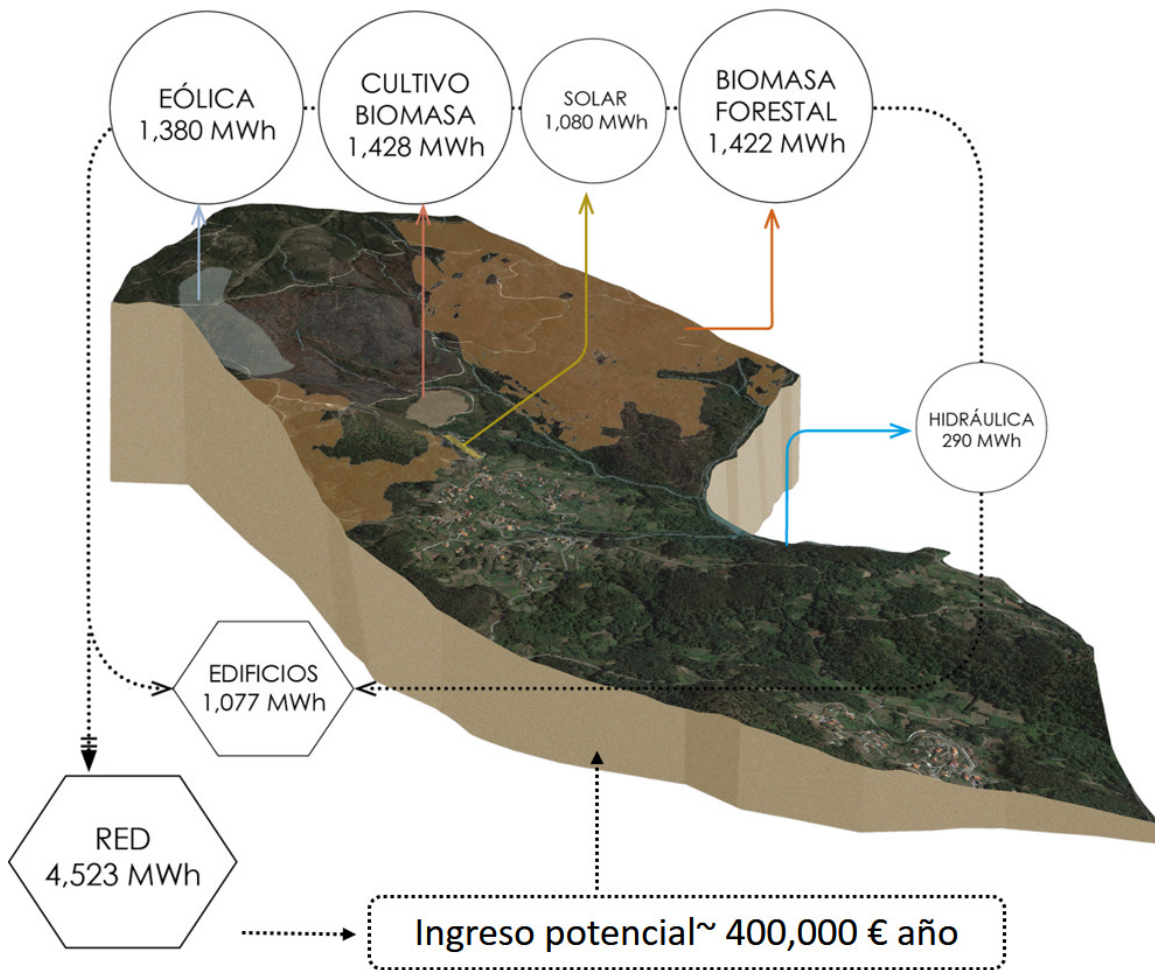 EÓLICA
1,380 MWh
CULTIVO
BIOMASA
1,428 MWh
SOLAR
1,080 MWh
BIOMASA
FORESTAL
1,422 MWh
HIDRÁULICA
290 MWh
EDIFICIOS
1,077 MWh
RED
4,523 MWh
Ingreso potencial~ 400,000 € año